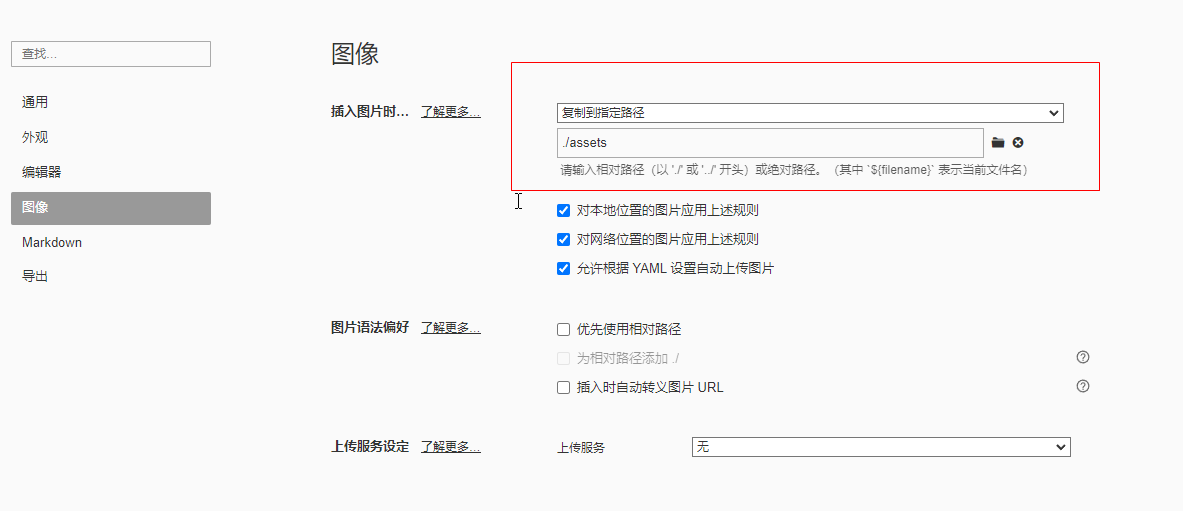 查找...
通用
外观
编辑器
图像
Markdown
导出
图像
插入图片时... 了解更多...
复制到指定路径
./assets
请输入相对路径（以 './' 或 '../' 开头）或绝对路径。（其中 `${filename}` 表示当前文件名）
对本地位置的图片应用上述规则
对网络位置的图片应用上述规则
允许根据 YAML 设置自动上传图片
图片语法偏好 了解更多...
优先使用相对路径
为相对路径添加 ./
插入时自动转义图片 URL
上传服务设定 了解更多...
上传服务 无